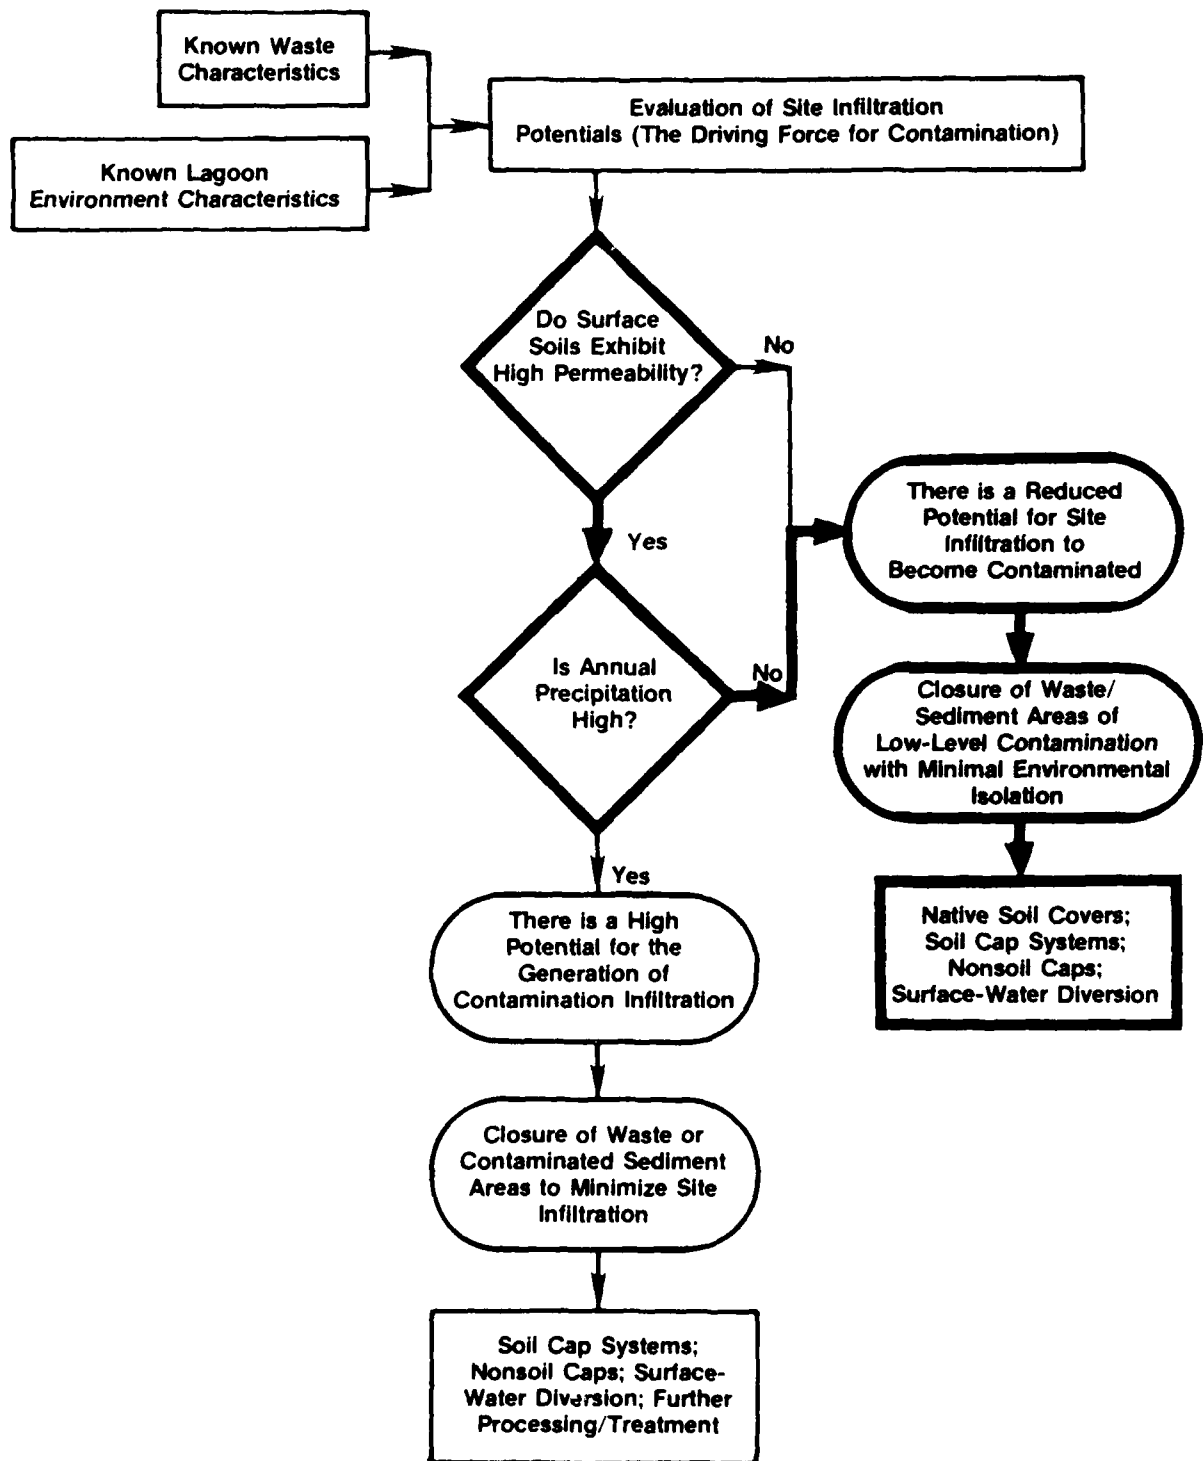 Known Waste
Characteristics
Known Lagoon
Environment Characteristics
Evaluation of Site Infiltration
Potentials (The Driving Force for Contamination)
Do Surface
Soils Exhibit
High Permeability?
No
Yes
Is Annual
Precipitation
High?
No
Yes
There is a Reduced
Potential for Site
Infiltration to
Become Contaminated
Closure of Waste/
Sediment Areas of
Low-Level Contamination
with Minimal Environmental
Isolation
Native Soil Covers;
Soil Cap Systems;
Nonsoil Caps;
Surface-Water Diversion
There is a High
Potential for the
Generation of
Contamination Infiltration
Closure of Waste or
Contaminated Sediment
Areas to Minimize Site
Infiltration
Soil Cap Systems;
Nonsoil Caps; Surface-
Water Diversion; Further
Processing/Treatment